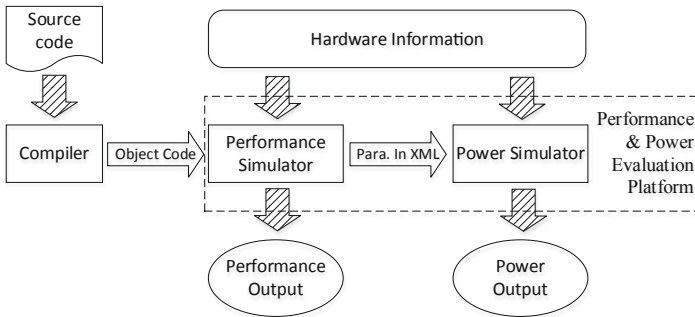 Source
code
Hardware Information
Compiler
Object Code
Performance
Simulator
Para. In XML
Power Simulator
Performance
& Power
Evaluation
Platform
Performance
Output
Power
Output